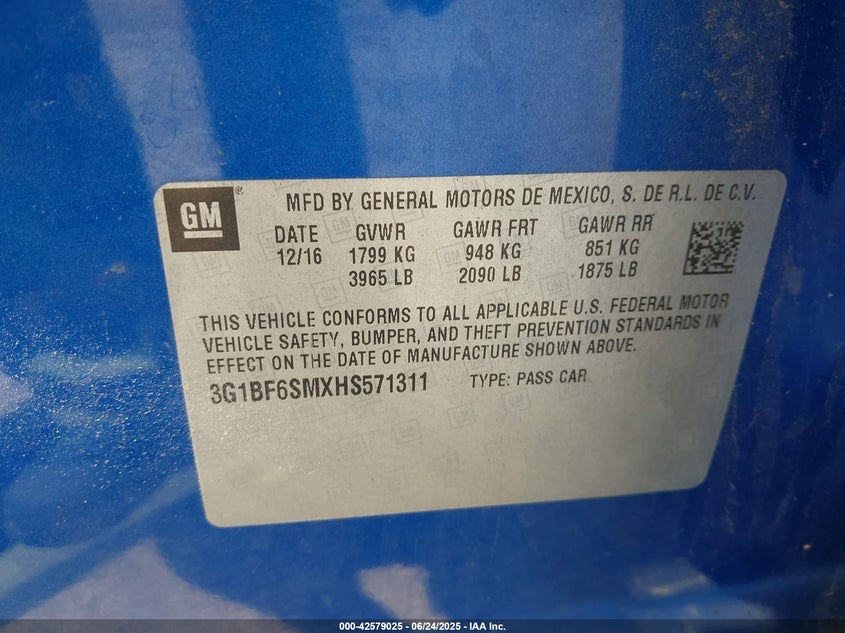 GM®
MFD BY GENERAL MOTORS DE MEXICO, S. DE R.L. DE C.V.
DATE GVWR GAWR FRT GAWR RR
12/16 1799 KG 948 KG 851 KG
3965 LB 2090 LB 1875 LB
THIS VEHICLE CONFORMS TO ALL APPLICABLE U.S. FEDERAL MOTOR
VEHICLE SAFETY, BUMPER, AND THEFT PREVENTION STANDARDS IN
EFFECT ON THE DATE OF MANUFACTURE SHOWN ABOVE.
3G1BF6SMXHS571311 TYPE: PASS CAR
000-42579025 - 06/24/2025 - IAA Inc.